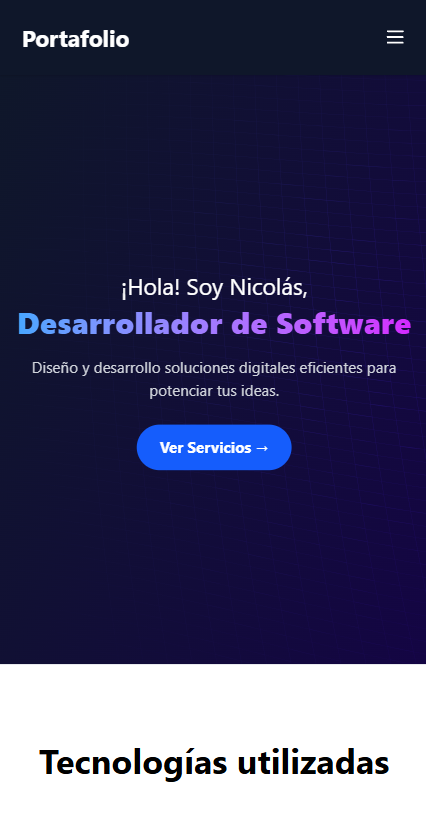 Portafolio
¡Hola! Soy Nicolás,
Desarrollador de Software
Diseño y desarrollo soluciones digitales eficientes para
potenciar tus ideas.
Ver Servicios →
Tecnologías utilizadas